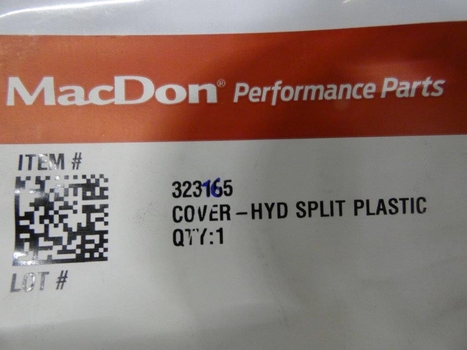 MacDon® Performance Parts
ITEM #
323165
COVER-HYD SPLIT PLASTIC
QTY:1
LOT #